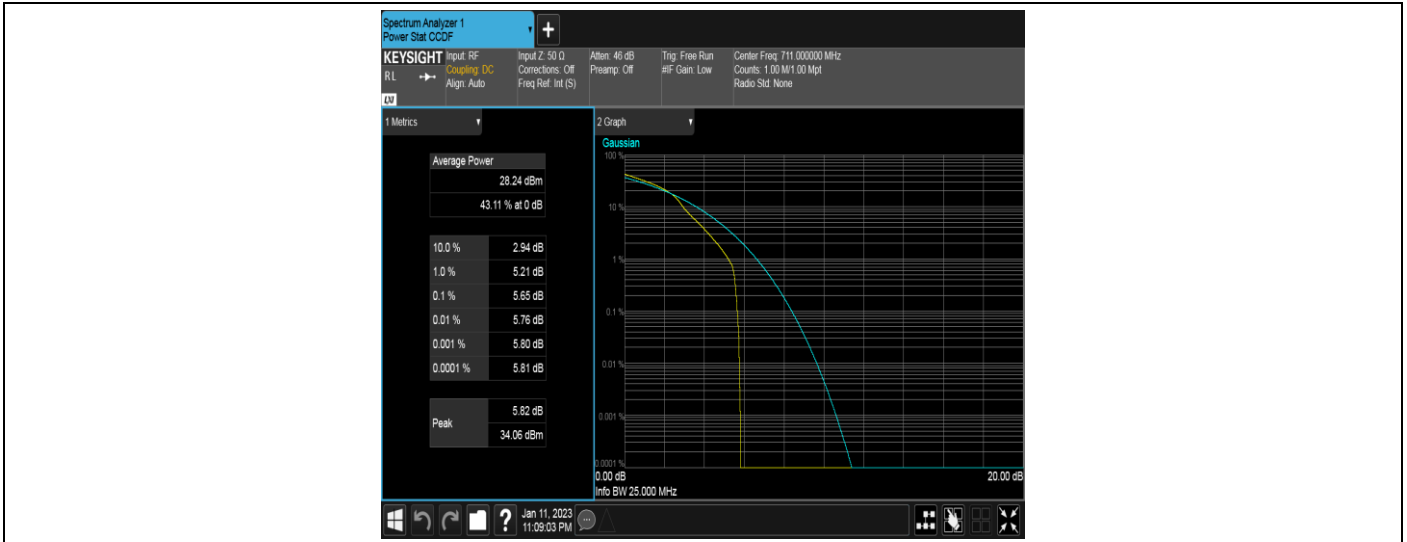 Spectrum Analyzer 1
Power Stat CCDF
+
KEYSIGHT
RL
LXI
Input: RF
Coupling: DC
Align: Auto
Input Z: 50 Ω
Corrections: Off
Freq Ref: Int (S)
Atten: 46 dB
Preamp: Off
Trig: Free Run
#IF Gain: Low
Center Freq: 711.000000 MHz
Counts: 1.00 M/1.00 Mpt
Radio Std: None
1 Metrics
Average Power
28.24 dBm
43.11 % at 0 dB
10.0 % 2.94 dB
1.0 % 5.21 dB
0.1 % 5.65 dB
0.01 % 5.76 dB
0.001 % 5.80 dB
0.0001 % 5.81 dB
Peak
5.82 dB
34.06 dBm
2 Graph
Gaussian
100 %
10 %
1 %
0.1 %
0.01 %
0.001 %
0.0001 %
0.00 dB 20.00 dB
Info BW 25.000 MHz
?
Jan 11, 2023
11:09:03 PM